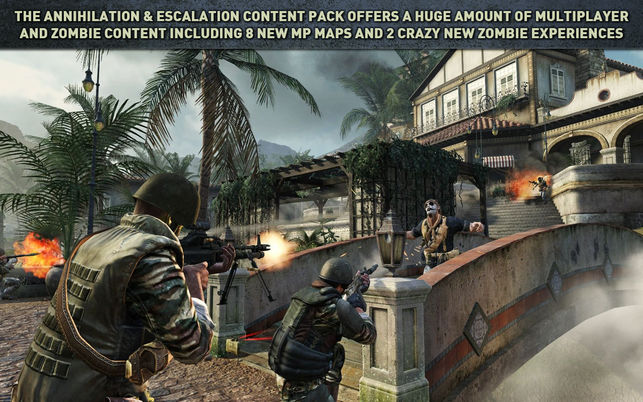 THE ANNIHILATION & ESCALATION CONTENT PACK OFFERS A HUGE AMOUNT OF MULTIPLAYER
AND ZOMBIE CONTENT INCLUDING 8 NEW MP MAPS AND 2 CRAZY NEW ZOMBIE EXPERIENCES